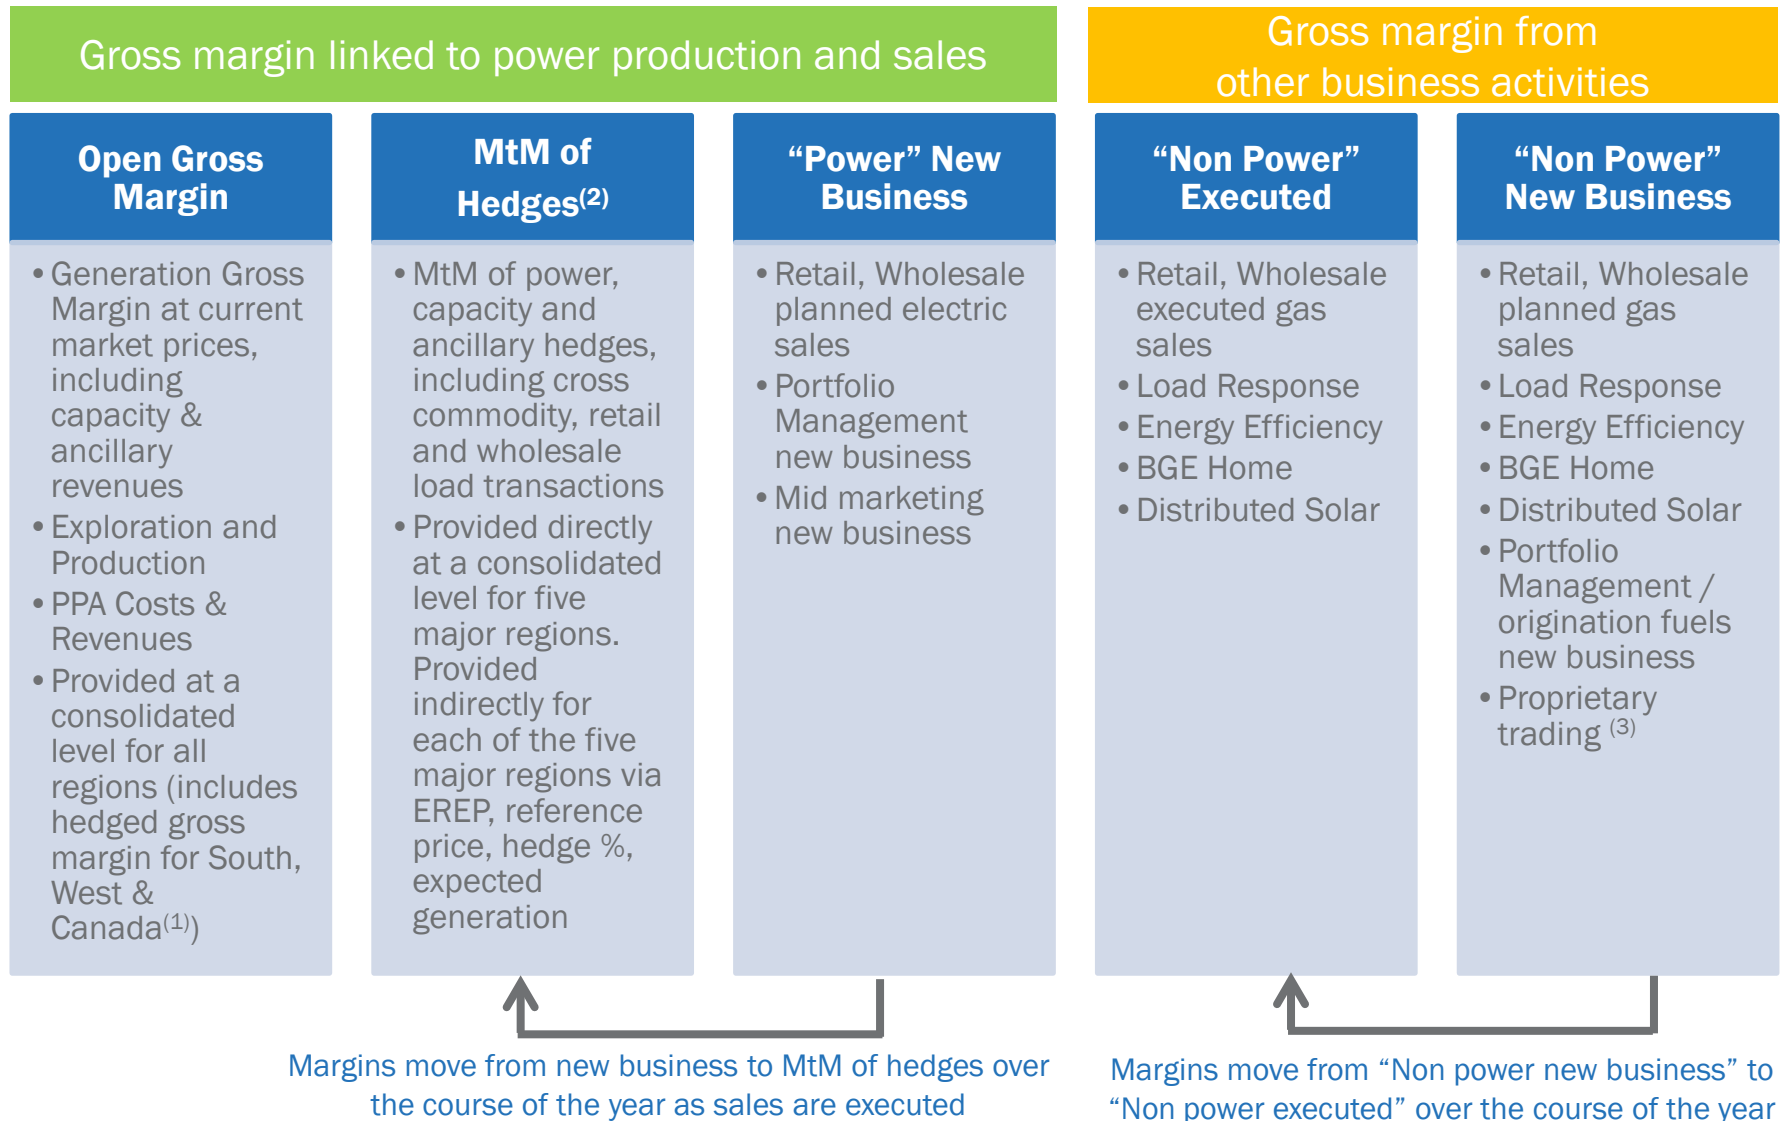 Gross margin linked to power production and sales
Gross margin from
other business activities
Open Gross
Margin
• Generation Gross
Margin at current
market prices,
including
capacity &
ancillary
revenues
• Exploration and
Production
• PPA Costs &
Revenues
• Provided at a
consolidated
level for all
regions (includes
hedged gross
margin for South,
West &
Canada(1))
MtM of
Hedges(2)
• MtM of power,
capacity and
ancillary hedges,
including cross
commodity, retail
and wholesale
load transactions
• Provided directly
at a consolidated
level for five
major regions.
Provided
indirectly for
each of the five
major regions via
EREP, reference
price, hedge %,
expected
generation
“Power” New
Business
• Retail, Wholesale
planned electric
sales
• Portfolio
Management
new business
• Mid marketing
new business
“Non Power”
Executed
• Retail, Wholesale
executed gas
sales
• Load Response
• Energy Efficiency
• BGE Home
• Distributed Solar
“Non Power”
New Business
• Retail, Wholesale
planned gas
sales
• Load Response
• Energy Efficiency
• BGE Home
• Distributed Solar
• Portfolio
Management /
origination fuels
new business
• Proprietary
trading (3)
Margins move from new business to MtM of hedges over
the course of the year as sales are executed
Margins move from “Non power new business” to
“Non power executed” over the course of the year